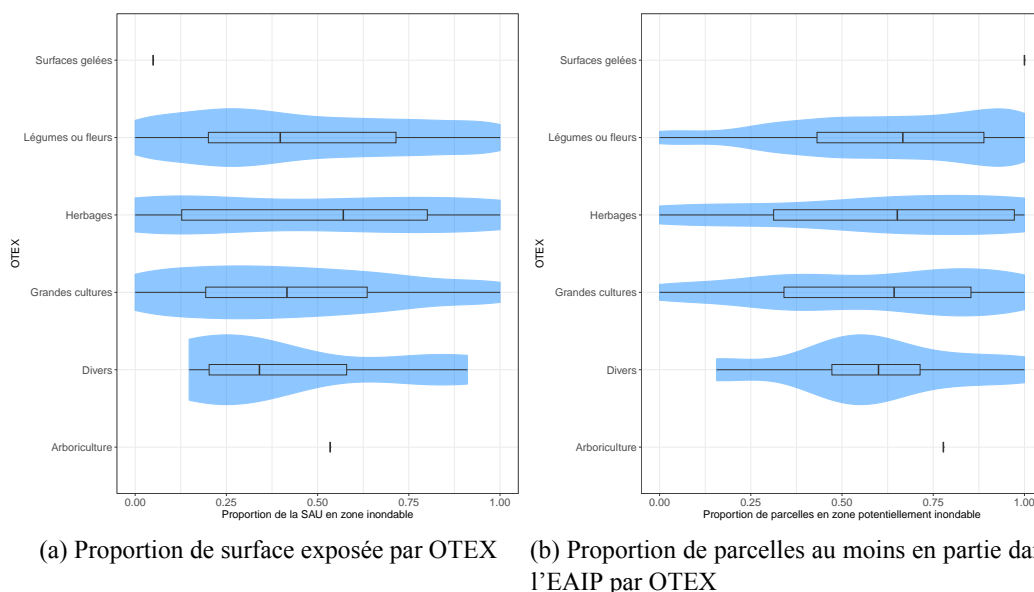 Surfaces gelées
Légumes ou fleurs
Herbages
Grandes cultures
Divers
Arboriculture
OTEX
0.00 0.25 0.50 0.75 1.00
Proportion de la SAU en zone inondable
(a) Proportion de surface exposée par OTEX
Surfaces gelées
Légumes ou fleurs
Herbages
Grandes cultures
Divers
Arboriculture
OTEX
0.00 0.25 0.50 0.75 1.00
Proportion de parcelles en zone potentiellement inondable
(b) Proportion de parcelles au moins en partie dan
l’EAIP par OTEX